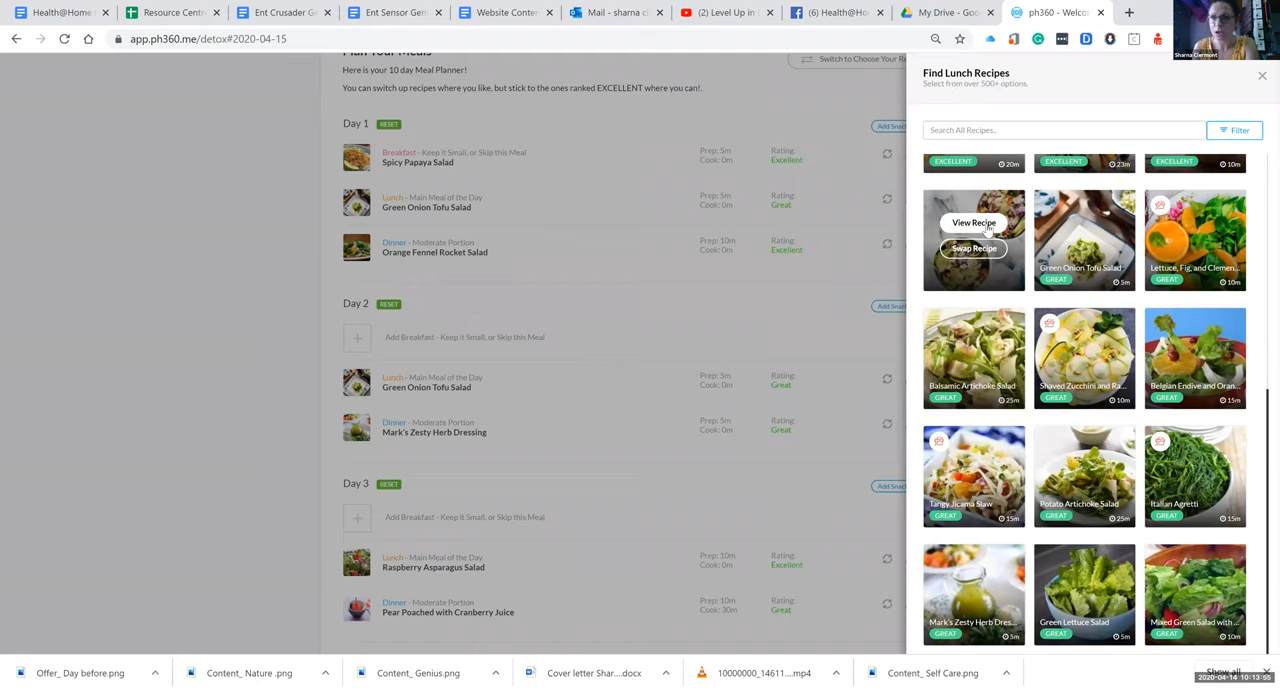 Health@Home
Resource Centr
Ent Crusader Ge
Ent Sensor Gen
Website Conten
Mail - sharna cl
(2) Level Up in U
(6) Health@Ho
My Drive - Goo
ph360 - Welco
app.ph360.me/detox#2020-04-15
Sharna Clermont
Plan Your Meals
Switch to Choose Your Re
Here is your 10 day Meal Planner!
You can switch up recipes where you like, but stick to the ones ranked EXCELLENT where you can!.
Day 1 RESET
Add Snac
Breakfast - Keep it Small, or Skip this Meal
Spicy Papaya Salad
Prep: 5m
Cook: 0m
Rating:
Excellent
Lunch - Main Meal of the Day
Green Onion Tofu Salad
Prep: 5m
Cook: 0m
Rating:
Great
Dinner - Moderate Portion
Orange Fennel Rocket Salad
Prep: 10m
Cook: 0m
Rating:
Excellent
Day 2 RESET
Add Snac
Add Breakfast - Keep it Small, or Skip this Meal
Lunch - Main Meal of the Day
Green Onion Tofu Salad
Prep: 5m
Cook: 0m
Rating:
Great
Dinner - Moderate Portion
Mark's Zesty Herb Dressing
Prep: 5m
Cook: 0m
Rating:
Great
Day 3 RESET
Add Snac
Add Breakfast - Keep it Small, or Skip this Meal
Lunch - Main Meal of the Day
Raspberry Asparagus Salad
Prep: 10m
Cook: 0m
Rating:
Excellent
Dinner - Moderate Portion
Pear Poached with Cranberry Juice
Prep: 10m
Cook: 30m
Rating:
Great
Find Lunch Recipes
Select from over 500+ options.
Search All Recipes..
Filter
EXCELLENT 20m
EXCELLENT 23m
EXCELLENT 10m
View Recipe
Swap Recipe
Green Onion Tofu Salad
GREAT 5m
Lettuce, Fig, and Clemen...
GREAT 10m
Balsamic Artichoke Salad
GREAT 25m
Shaved Zucchini and Ra...
GREAT 10m
Belgian Endive and Oran...
GREAT 15m
Tangy Jicama Slaw
GREAT 15m
Potato Artichoke Salad
GREAT 25m
Italian Agretti
GREAT 15m
Mark's Zesty Herb Dres...
GREAT 5m
Green Lettuce Salad
GREAT 5m
Mixed Green Salad with ...
GREAT 10m
Offer_ Day before.png
Content_ Nature .png
Content_ Genius.png
Cover letter Shar....docx
10000000_14611....mp4
Content_ Self Care.png
Show all
2020-04-14 10:13:55